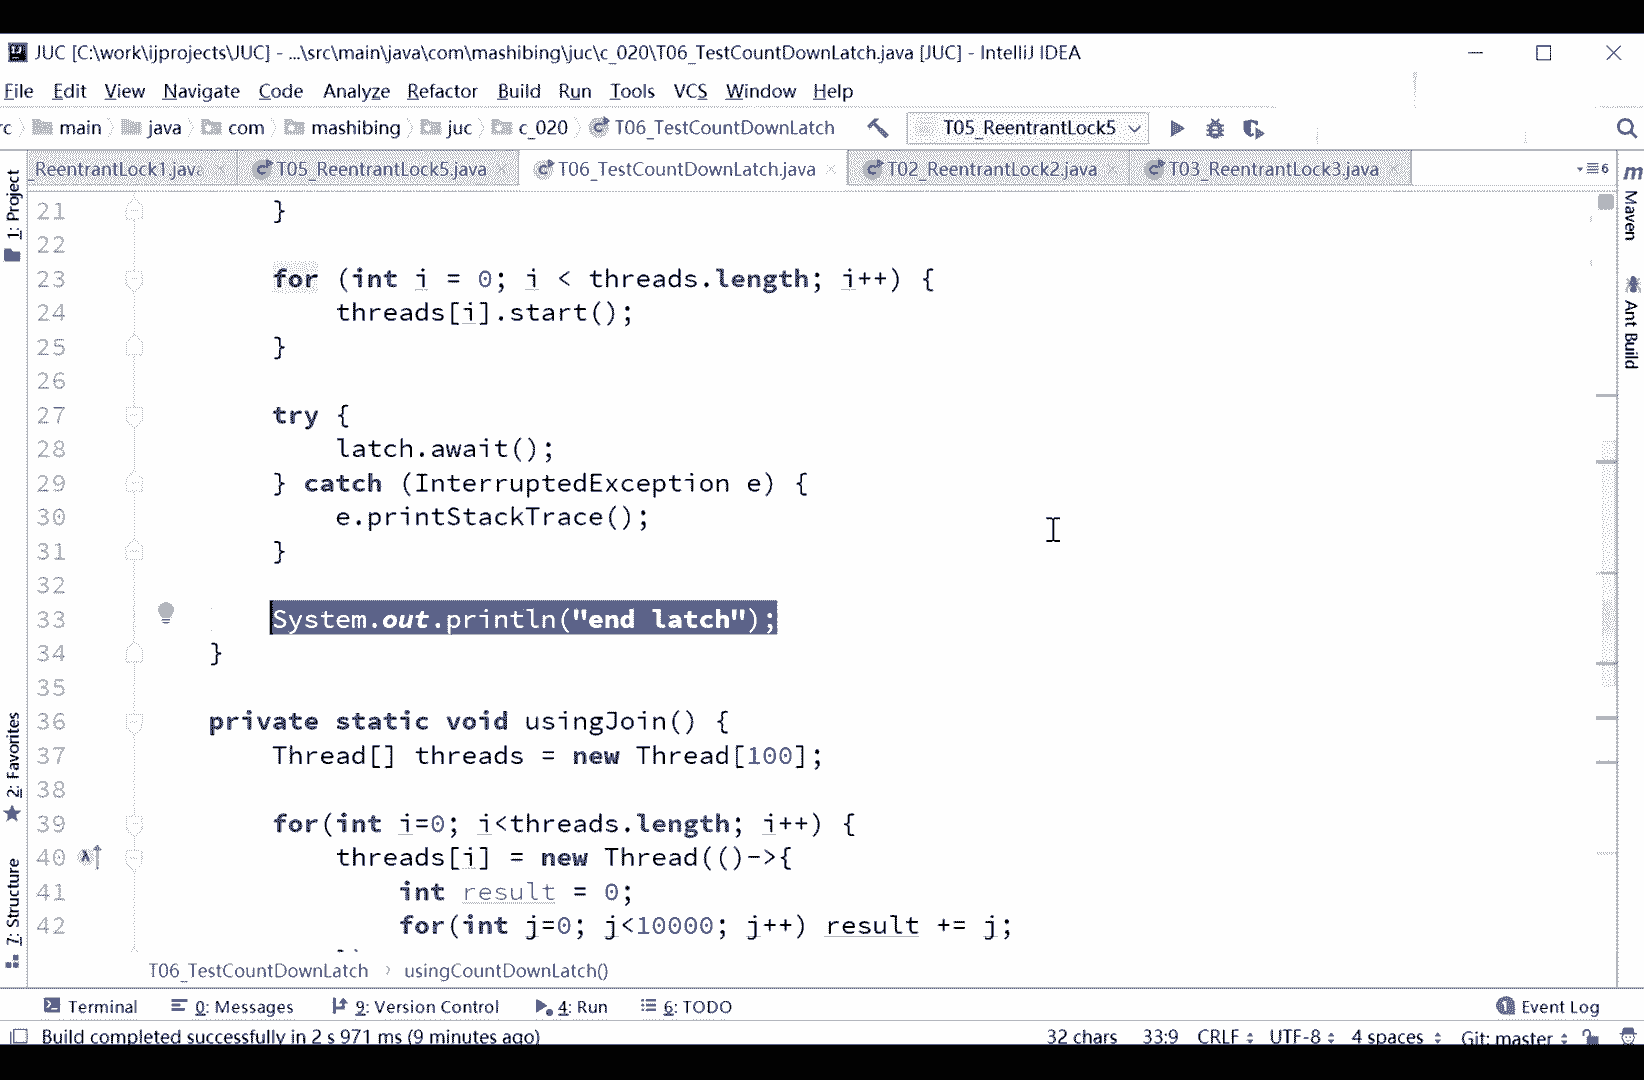 JUC [C:\work\ijprojects\JUC] - ...\src\main\java\com\mashibing\juc\c_020\T06_TestCountDownLatch.java [JUC] - IntelliJ IDEA
File Edit View Navigate Code Analyze Refactor Build Run Tools VCS Window Help
rc main java com mashibing juc c_020 T06_TestCountDownLatch T05_ReentrantLock5
ReentrantLock1.java T05_ReentrantLock5.java T06_TestCountDownLatch.java T02_ReentrantLock2.java T03_ReentrantLock3.java 6
1: Project
2: Favorites
7: Structure
Maven
Ant Build
21 }
22
23 for (int i = 0; i < threads.length; i++) {
24 threads[i].start();
25 }
26
27 try {
28 latch.await();
29 } catch (InterruptedException e) {
30 e.printStackTrace();
31 }
32
33 System.out.println("end latch");
34 }
35
36 private static void usingJoin() {
37 Thread[] threads = new Thread[100];
38
39 for(int i=0; i<threads.length; i++) {
40 threads[i] = new Thread(()->{
41 int result = 0;
42 for(int j=0; j<10000; j++) result += j;
T06_TestCountDownLatch › usingCountDownLatch()
Terminal 0: Messages 9: Version Control 4: Run 6: TODO 1 Event Log
Build completed successfully in 2 s 971 ms (9 minutes ago) 32 chars 33:9 CRLF UTF-8 4 spaces Git: master